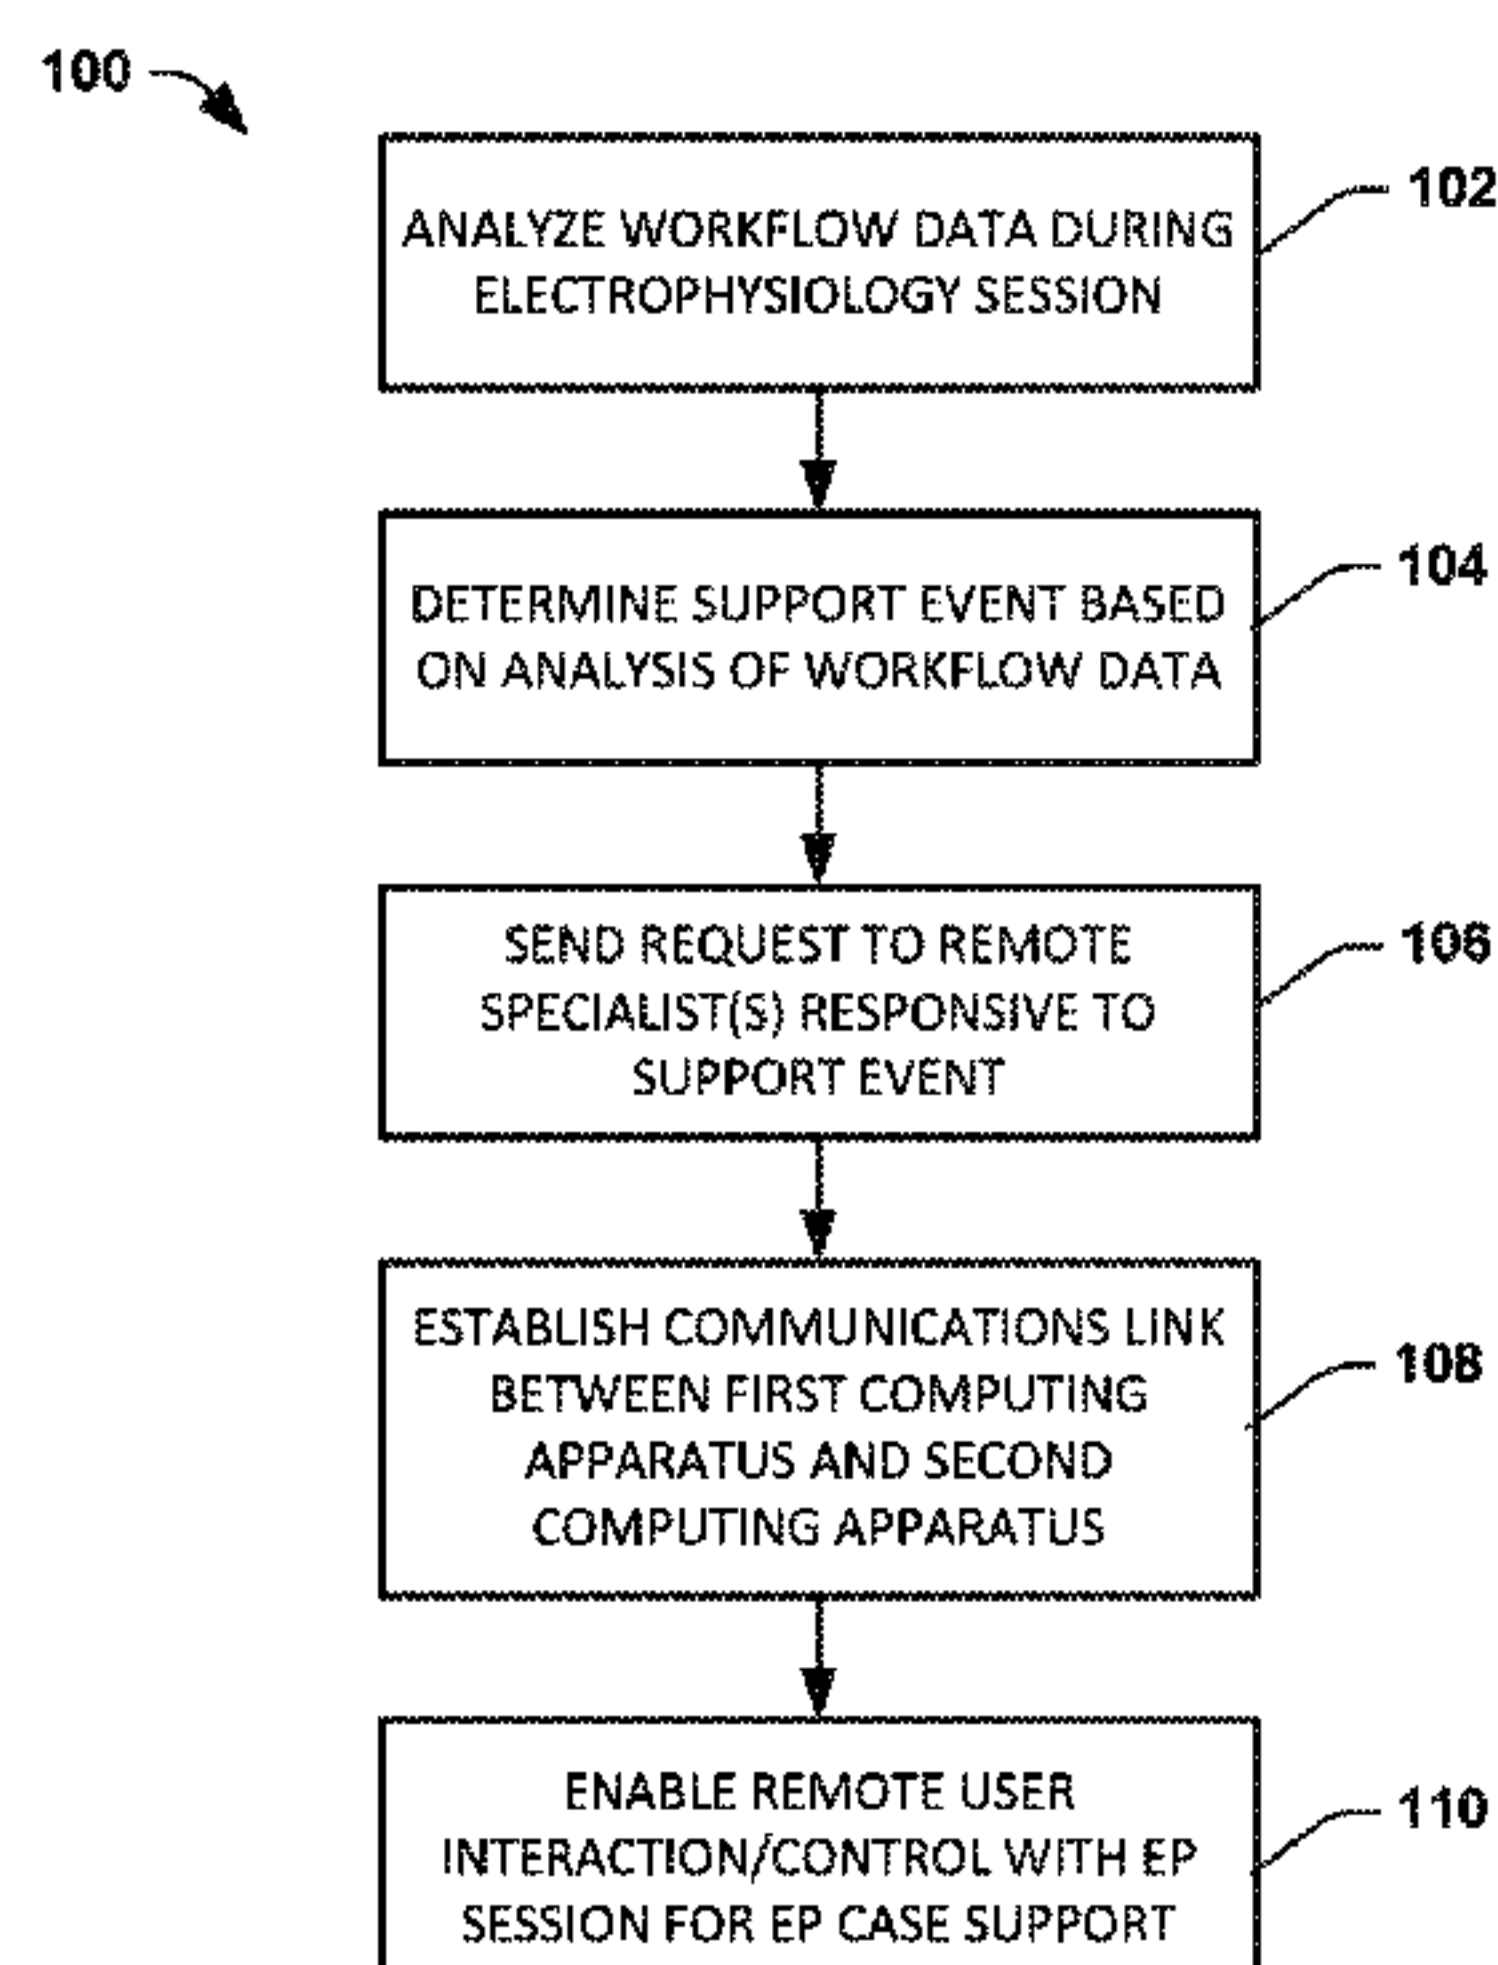 100
102
ANALYZE WORKFLOW DATA DURING
ELECTROPHYSIOLOGY SESSION
104
DETERMINE SUPPORT EVENT BASED
ON ANALYSIS OF WORKFLOW DATA
106
SEND REQUEST TO REMOTE
SPECIALIST(S) RESPONSIVE TO
SUPPORT EVENT
108
ESTABLISH COMMUNICATIONS LINK
BETWEEN FIRST COMPUTING
APPARATUS AND SECOND
COMPUTING APPARATUS
110
ENABLE REMOTE USER
INTERACTION/CONTROL WITH EP
SESSION FOR EP CASE SUPPORT